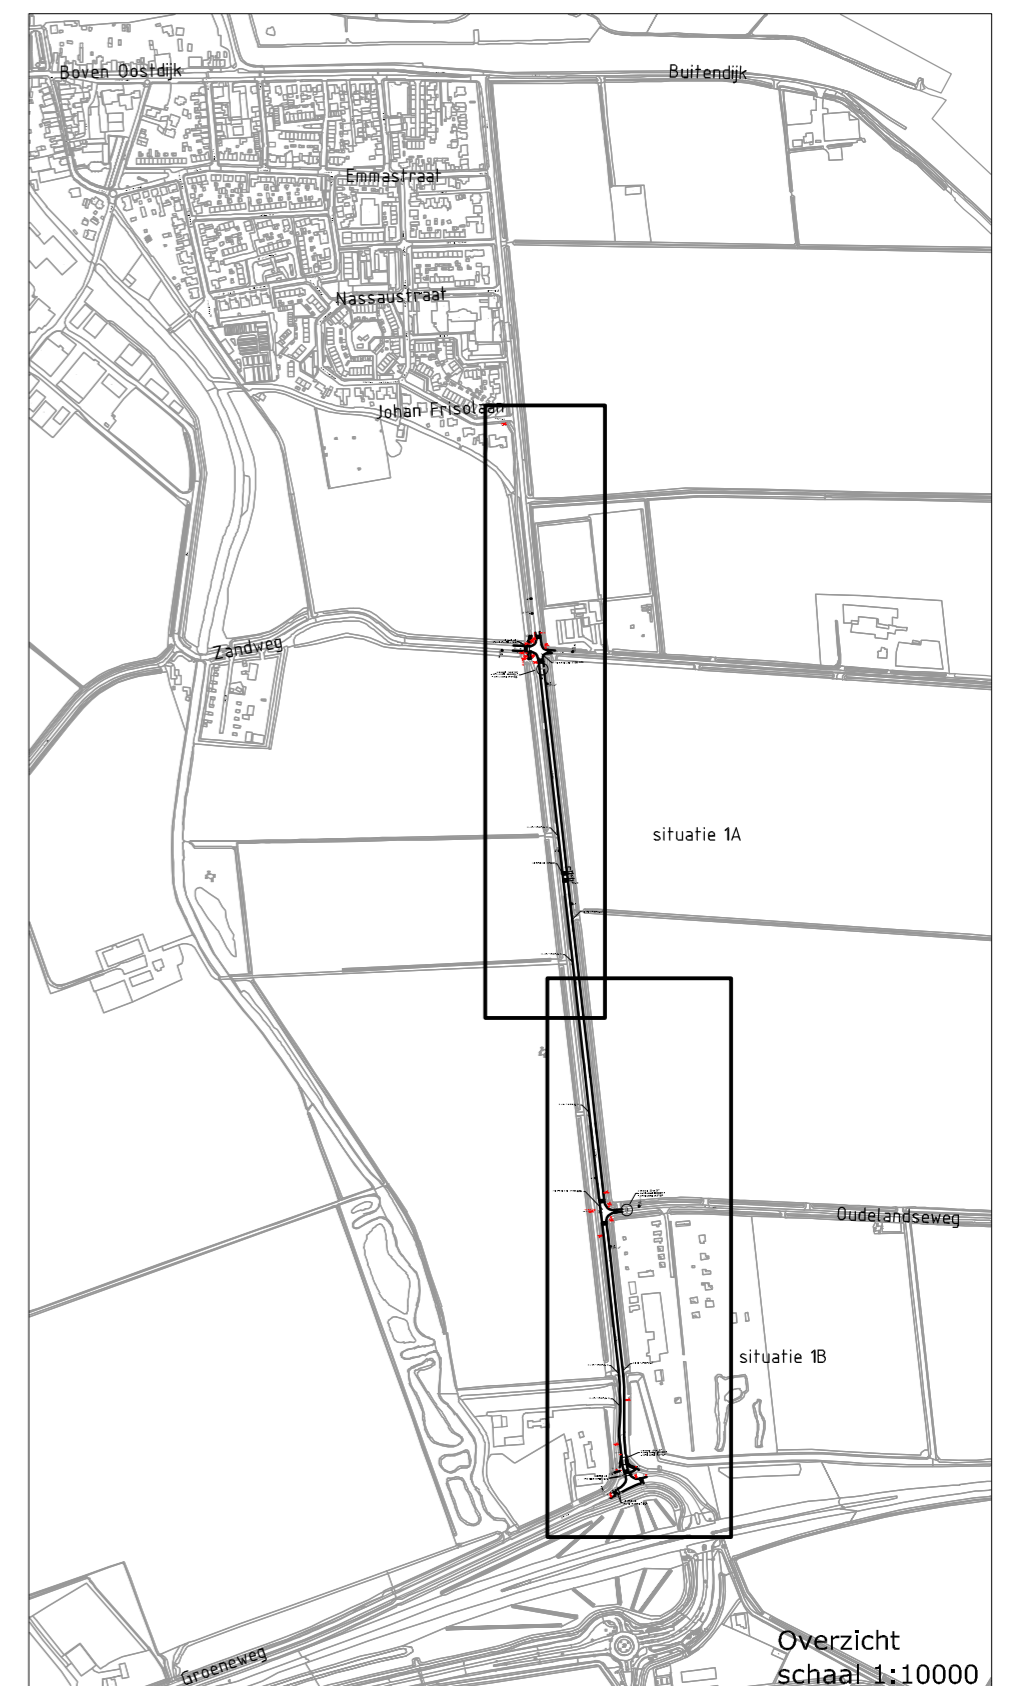 Boven Oostdijk
Buitendijk
Emmastraat
Nassaustraat
Johan Frisolaan
Zandweg
situatie 1A
Oudelandseweg
situatie 1B
Groeneweg
Overzicht
schaal 1:10000